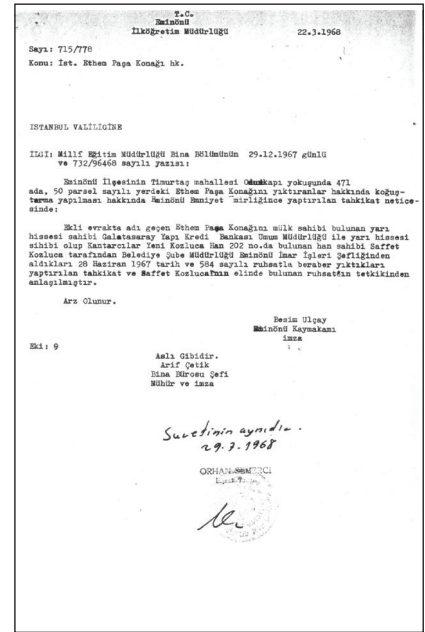 T.C.
Eminönü
İlköğretim Müdürlüğü 22.3.1968
Sayı: 715/778
Konu: İst. Ethem Paşa Konağı hk.
ISTANBUL VALİLİGİNE
İLGİ: Millî Eğitim Müdürlüğü Bina Bölümünün 29.12.1967 günlü
ve 732/96468 sayılı yazısı:
Eminönü İlçesinin Timurtaş mahallesi yokuşunda 471
ada, 50 parsel sayılı yerdeki Ethem Paşa Konağını yıktıranlar hakkında koğuş-
turma yapılması hakkında Eminönü Emniyet mirliğince yaptırılan tahkikat netice-
sinde:
Ekli evrakta adı geçen Ethem Paşa Konağını mülk sahibi bulunan yarı
hissesi sahibi Galatasaray Yapı Kredi Bankası Umum Müdürlüğü ile yarı hissesi
sihibi olup Kantarcılar Yeni Kozluca Han 202 no.da bulunan han sahibi Saffet
Kozluca tarafından Belediye Şube Müdürlüğü Eminönü İmar İşleri Şefliğinden
aldıkları 28 Haziran 1967 tarih ve 584 sayılı ruhsatla beraber yıktıkları
yaptırılan tahkikat ve Saffet Kozluca'nın elinde bulunan ruhsatın tetkikinden
anlaşılmıştır.
Arz Olunur.
Besim Ulçay
Eminönü Kaymakamı
imza
Eki: 9
Aslı Gibidir.
Arif Çetik
Bina Bürosu Şefi
Mühür ve imza
Suretinin aynıdır.
29.7.1968
ORHAN SEMERCİ